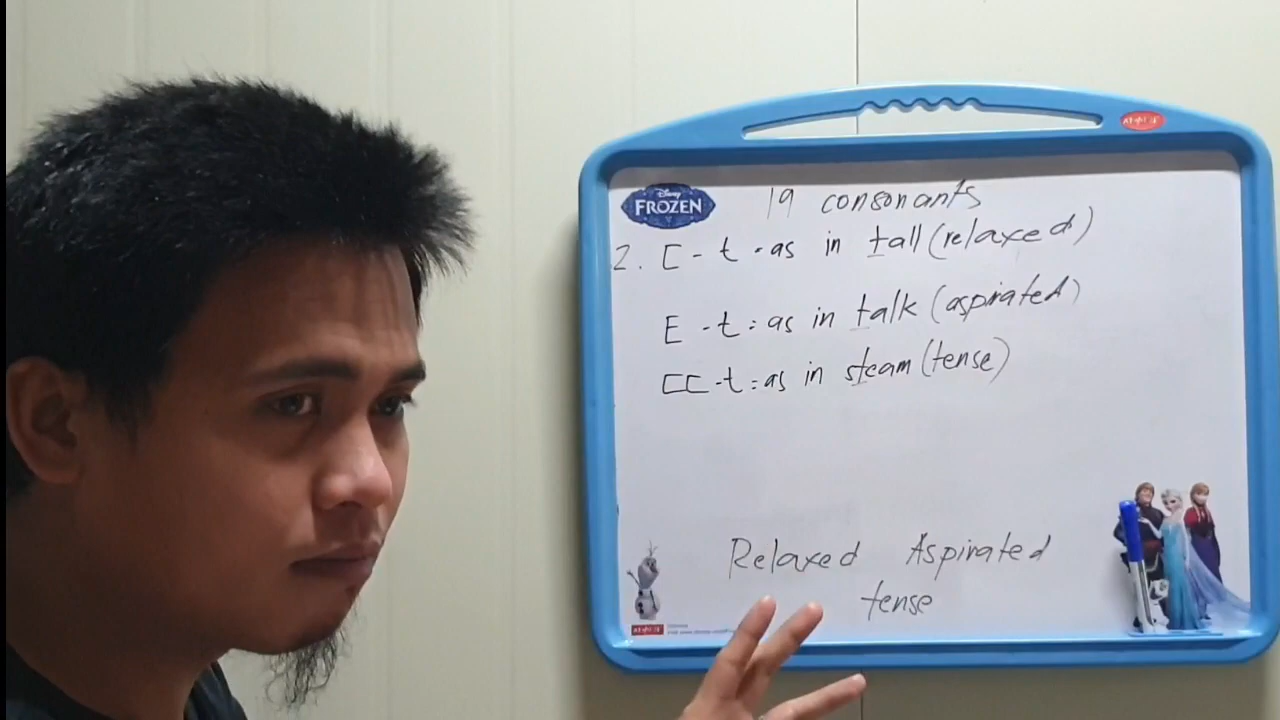 Disney
FROZEN
19 consonants
2. ㄷ - t = as in tall (relaxed)
ㅌ - t = as in talk (aspirated)
ㄸ - t = as in steam (tense)
Relaxed Aspirated
tense